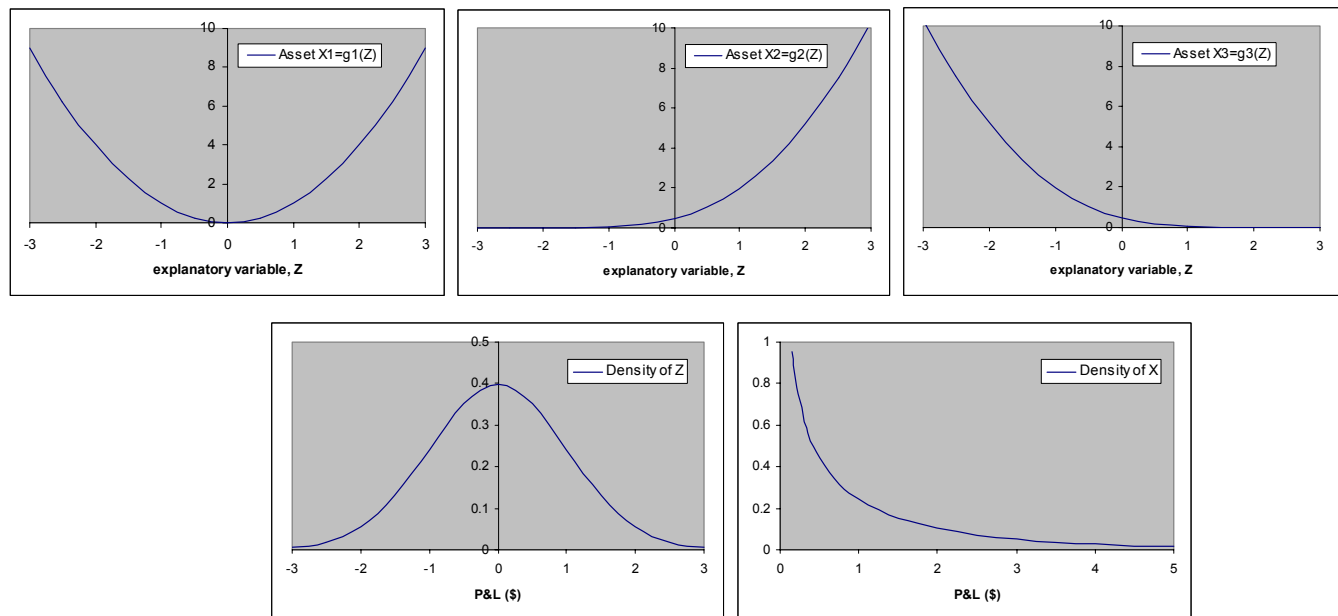 10
8
6
4
2
0
Asset X1=g1(Z)
-3 -2 -1 0 1 2 3
explanatory variable, Z
10
8
6
4
2
0
Asset X2=g2(Z)
-3 -2 -1 0 1 2 3
explanatory variable, Z
10
8
6
4
2
0
Asset X3=g3(Z)
-3 -2 -1 0 1 2 3
explanatory variable, Z
0.5
0.4
0.3
0.2
0.1
0
Density of Z
-3 -2 -1 0 1 2 3
P&L ($)
1
0.8
0.6
0.4
0.2
0
Density of X
0 1 2 3 4 5
P&L ($)